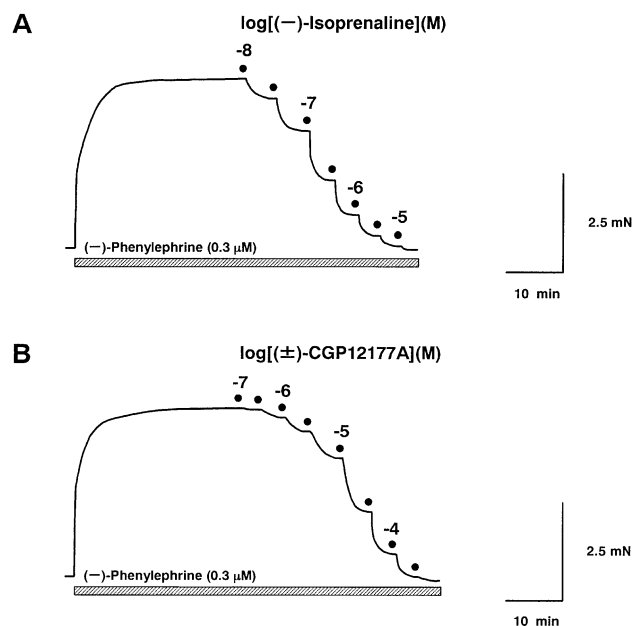 A
log[(—)-Isoprenaline](M)
-8
-7
-6
-5
(—)-Phenylephrine (0.3 μM)
2.5 mN
10 min
B
log[(±)-CGP12177A](M)
-7
-6
-5
-4
(—)-Phenylephrine (0.3 μM)
2.5 mN
10 min